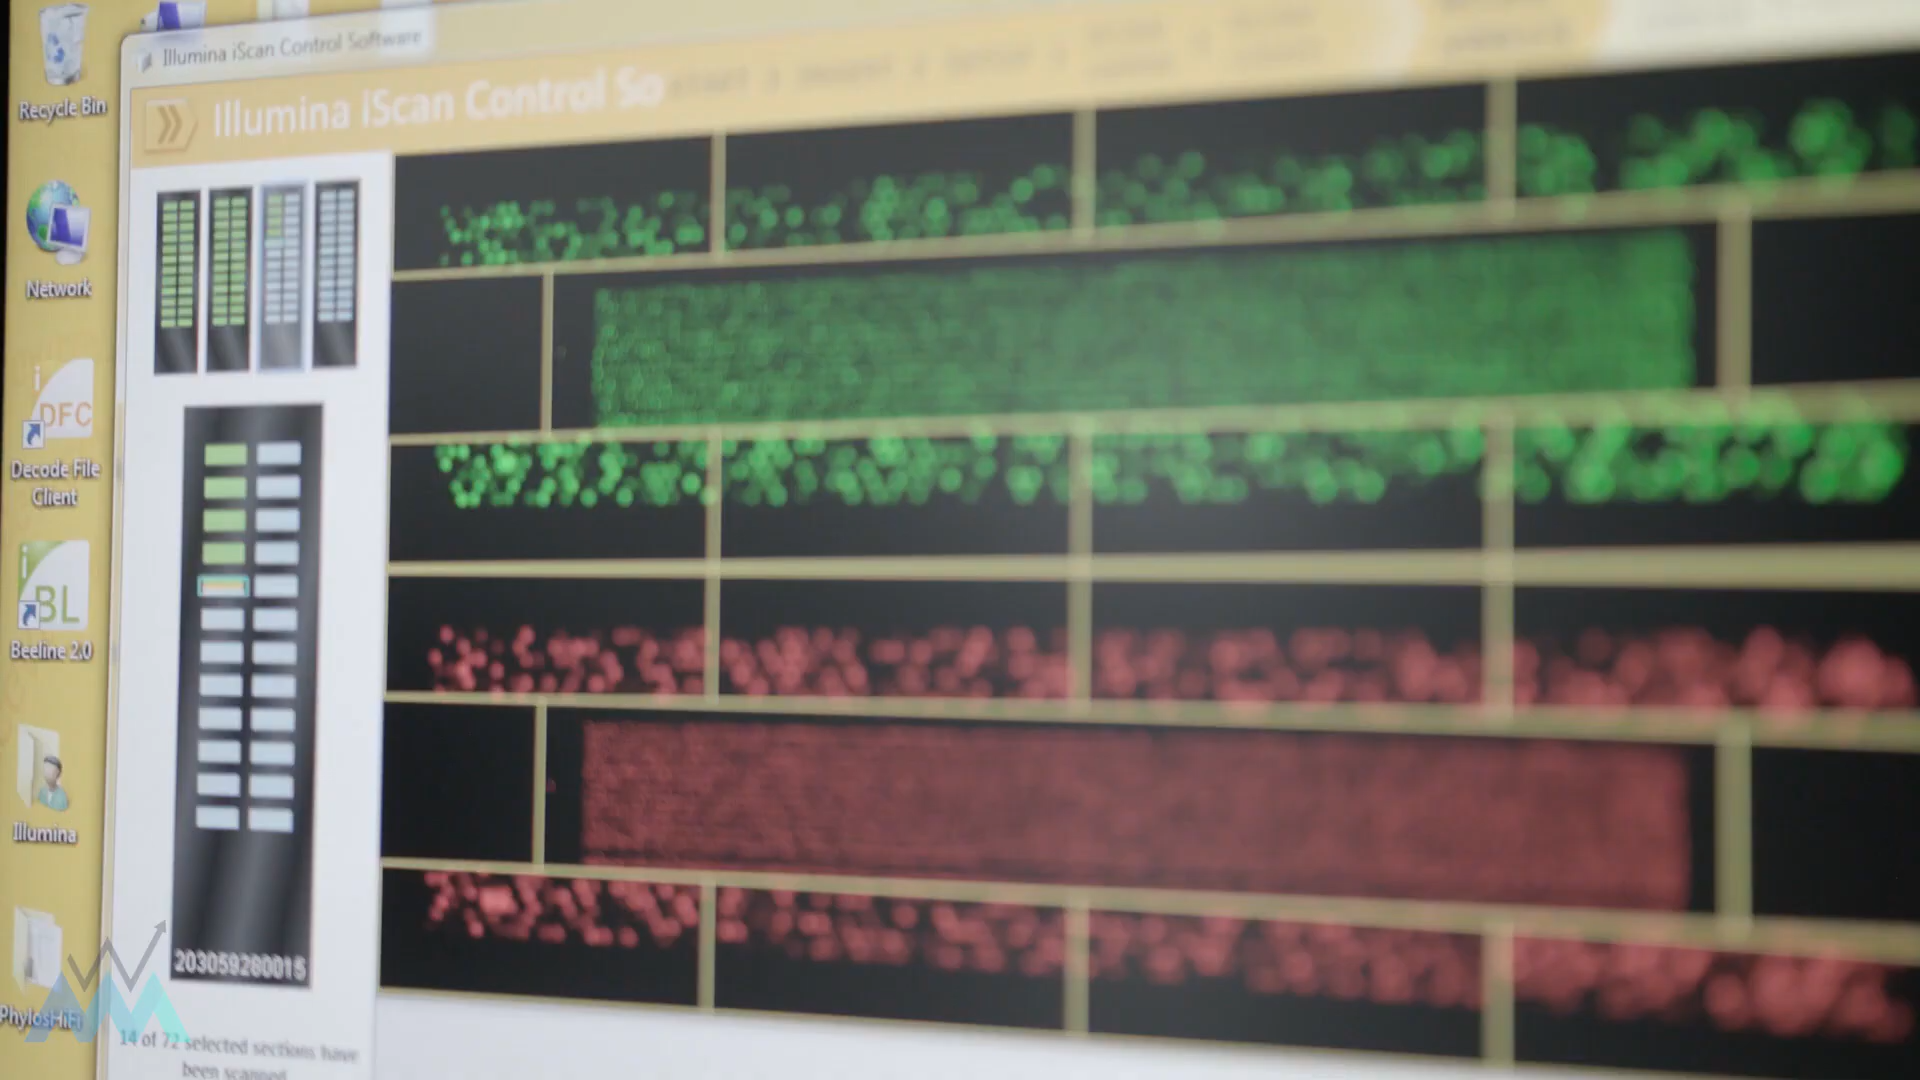 Illumina iScan Control Software
Illumina iScan Control So
Recycle Bin
Network
i
DFC
Decode File
Client
i
BL
Beeline 2.0
Illumina
PhylosHiFi
203059280015
14 of 72 selected sections have
been scanned